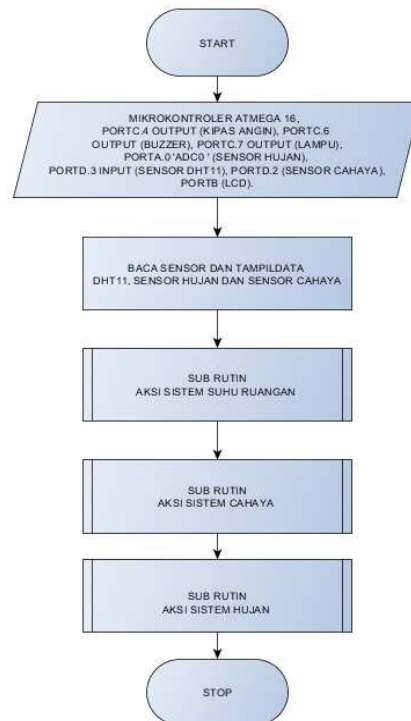 START
MIKROKONTROLER ATMEGA 16,
PORTC.4 OUTPUT (KIPAS ANGIN), PORTC.6
OUTPUT (BUZZER), PORTC.7 OUTPUT (LAMPU),
PORTA.0 'ADC0 ' (SENSOR HUJAN),
PORTD.3 INPUT (SENSOR DHT11), PORTD.2 (SENSOR CAHAYA),
PORTB (LCD).
BACA SENSOR DAN TAMPILDATA
DHT11, SENSOR HUJAN DAN SENSOR CAHAYA
SUB RUTIN
AKSI SISTEM SUHU RUANGAN
SUB RUTIN
AKSI SISTEM CAHAYA
SUB RUTIN
AKSI SISTEM HUJAN
STOP